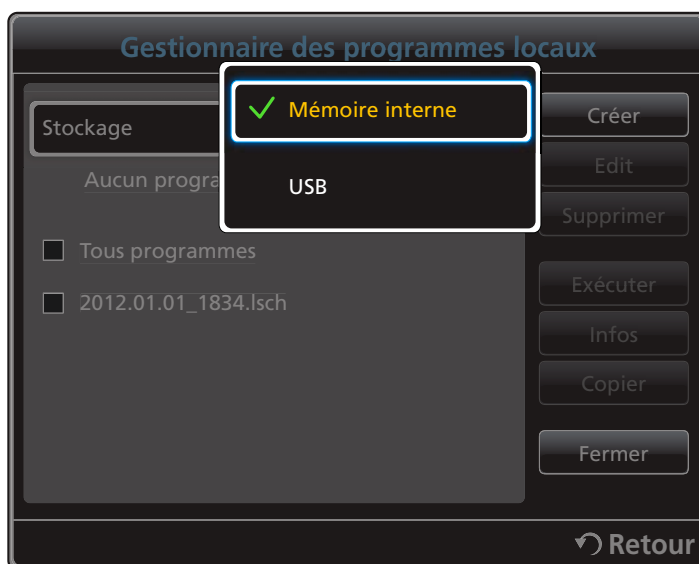 Gestionnaire des programmes locaux
Stockage
Mémoire interne
USB
Aucun progra
Tous programmes
2012.01.01_1834.lsch
Créer
Edit
Supprimer
Exécuter
Infos
Copier
Fermer
Retour